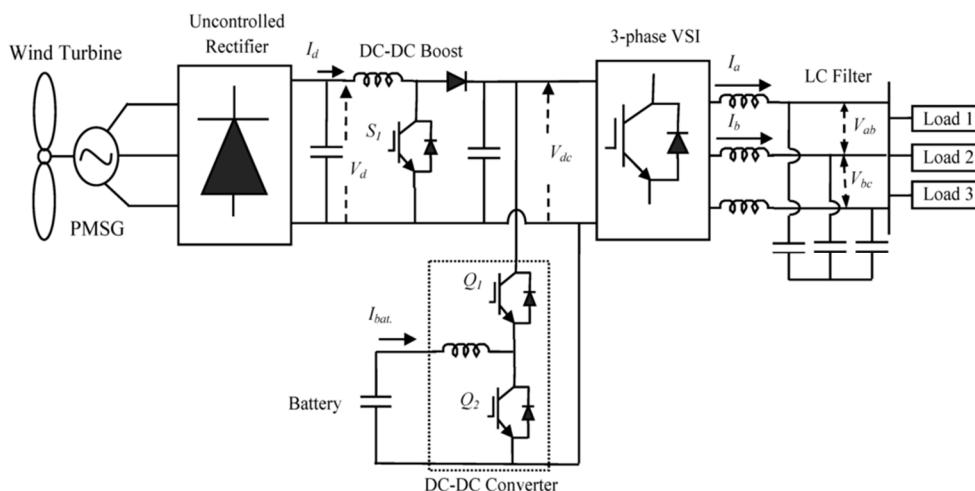 Wind Turbine
PMSG
Uncontrolled
Rectifier
I_d
DC-DC Boost
S_1
V_d
V_dc
3-phase VSI
I_a
I_b
LC Filter
V_ab
V_bc
Load 1
Load 2
Load 3
Q_1
I_bat.
Battery
Q_2
DC-DC Converter